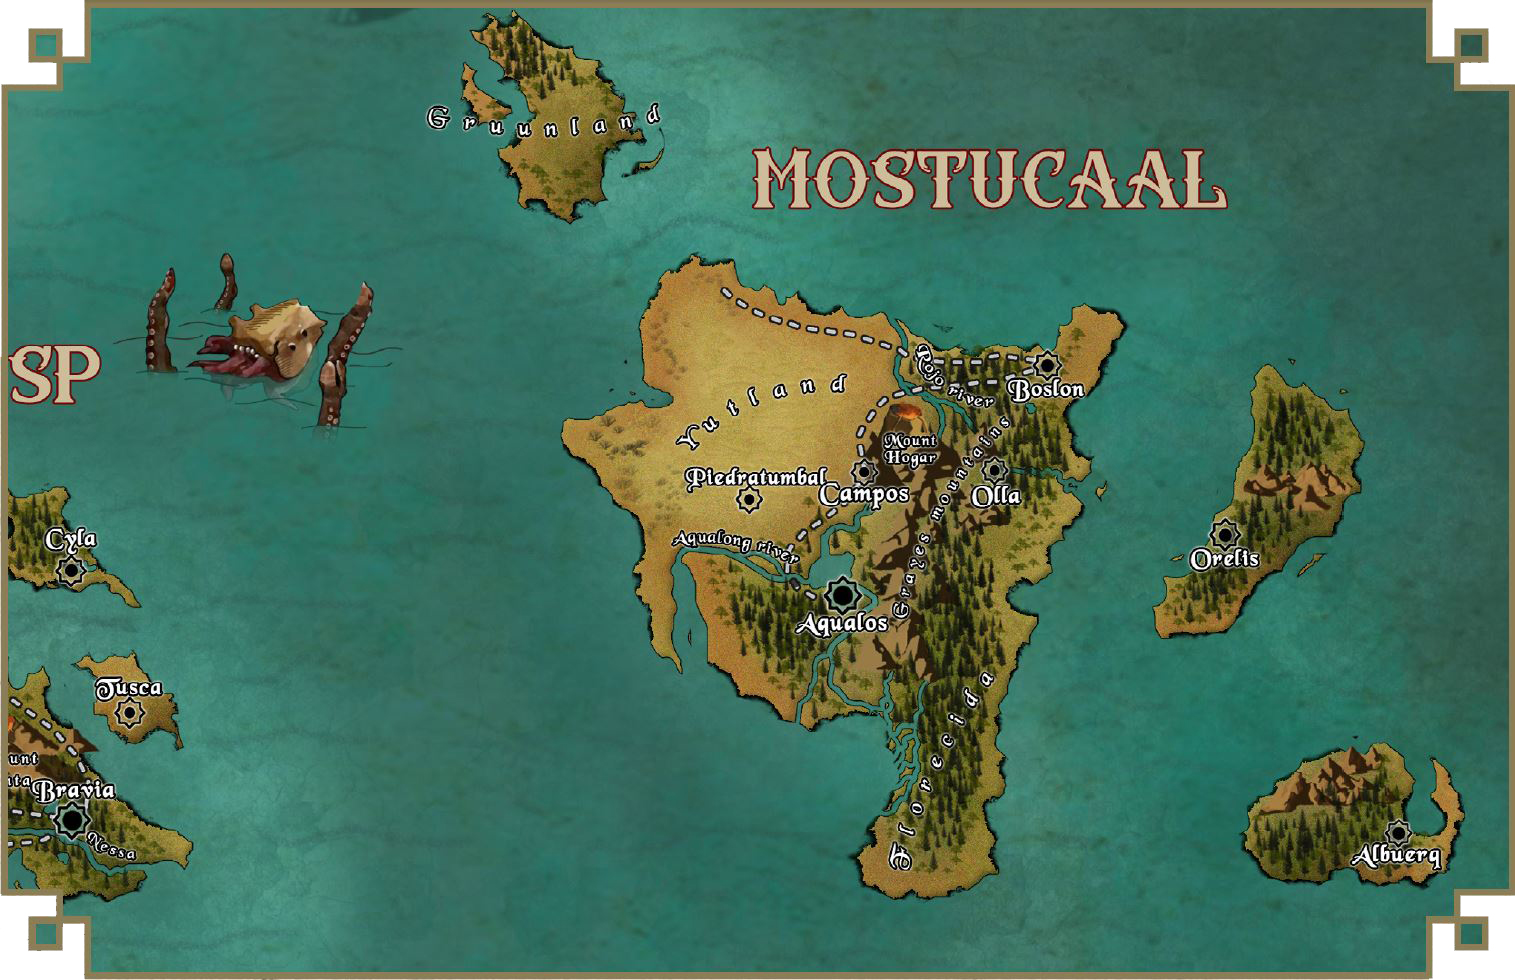 Gruunland
MOSTUCAAL
SP
Rojo river
Boslon
Yutland
Mount
Hogar
Grayes mountains
Piedratumbal
Campos
Olla
Aqualong river
Cyla
Orelis
Aqualos
Tusca
Florecida
unt
ita
Bravia
Nessa
Albuerq